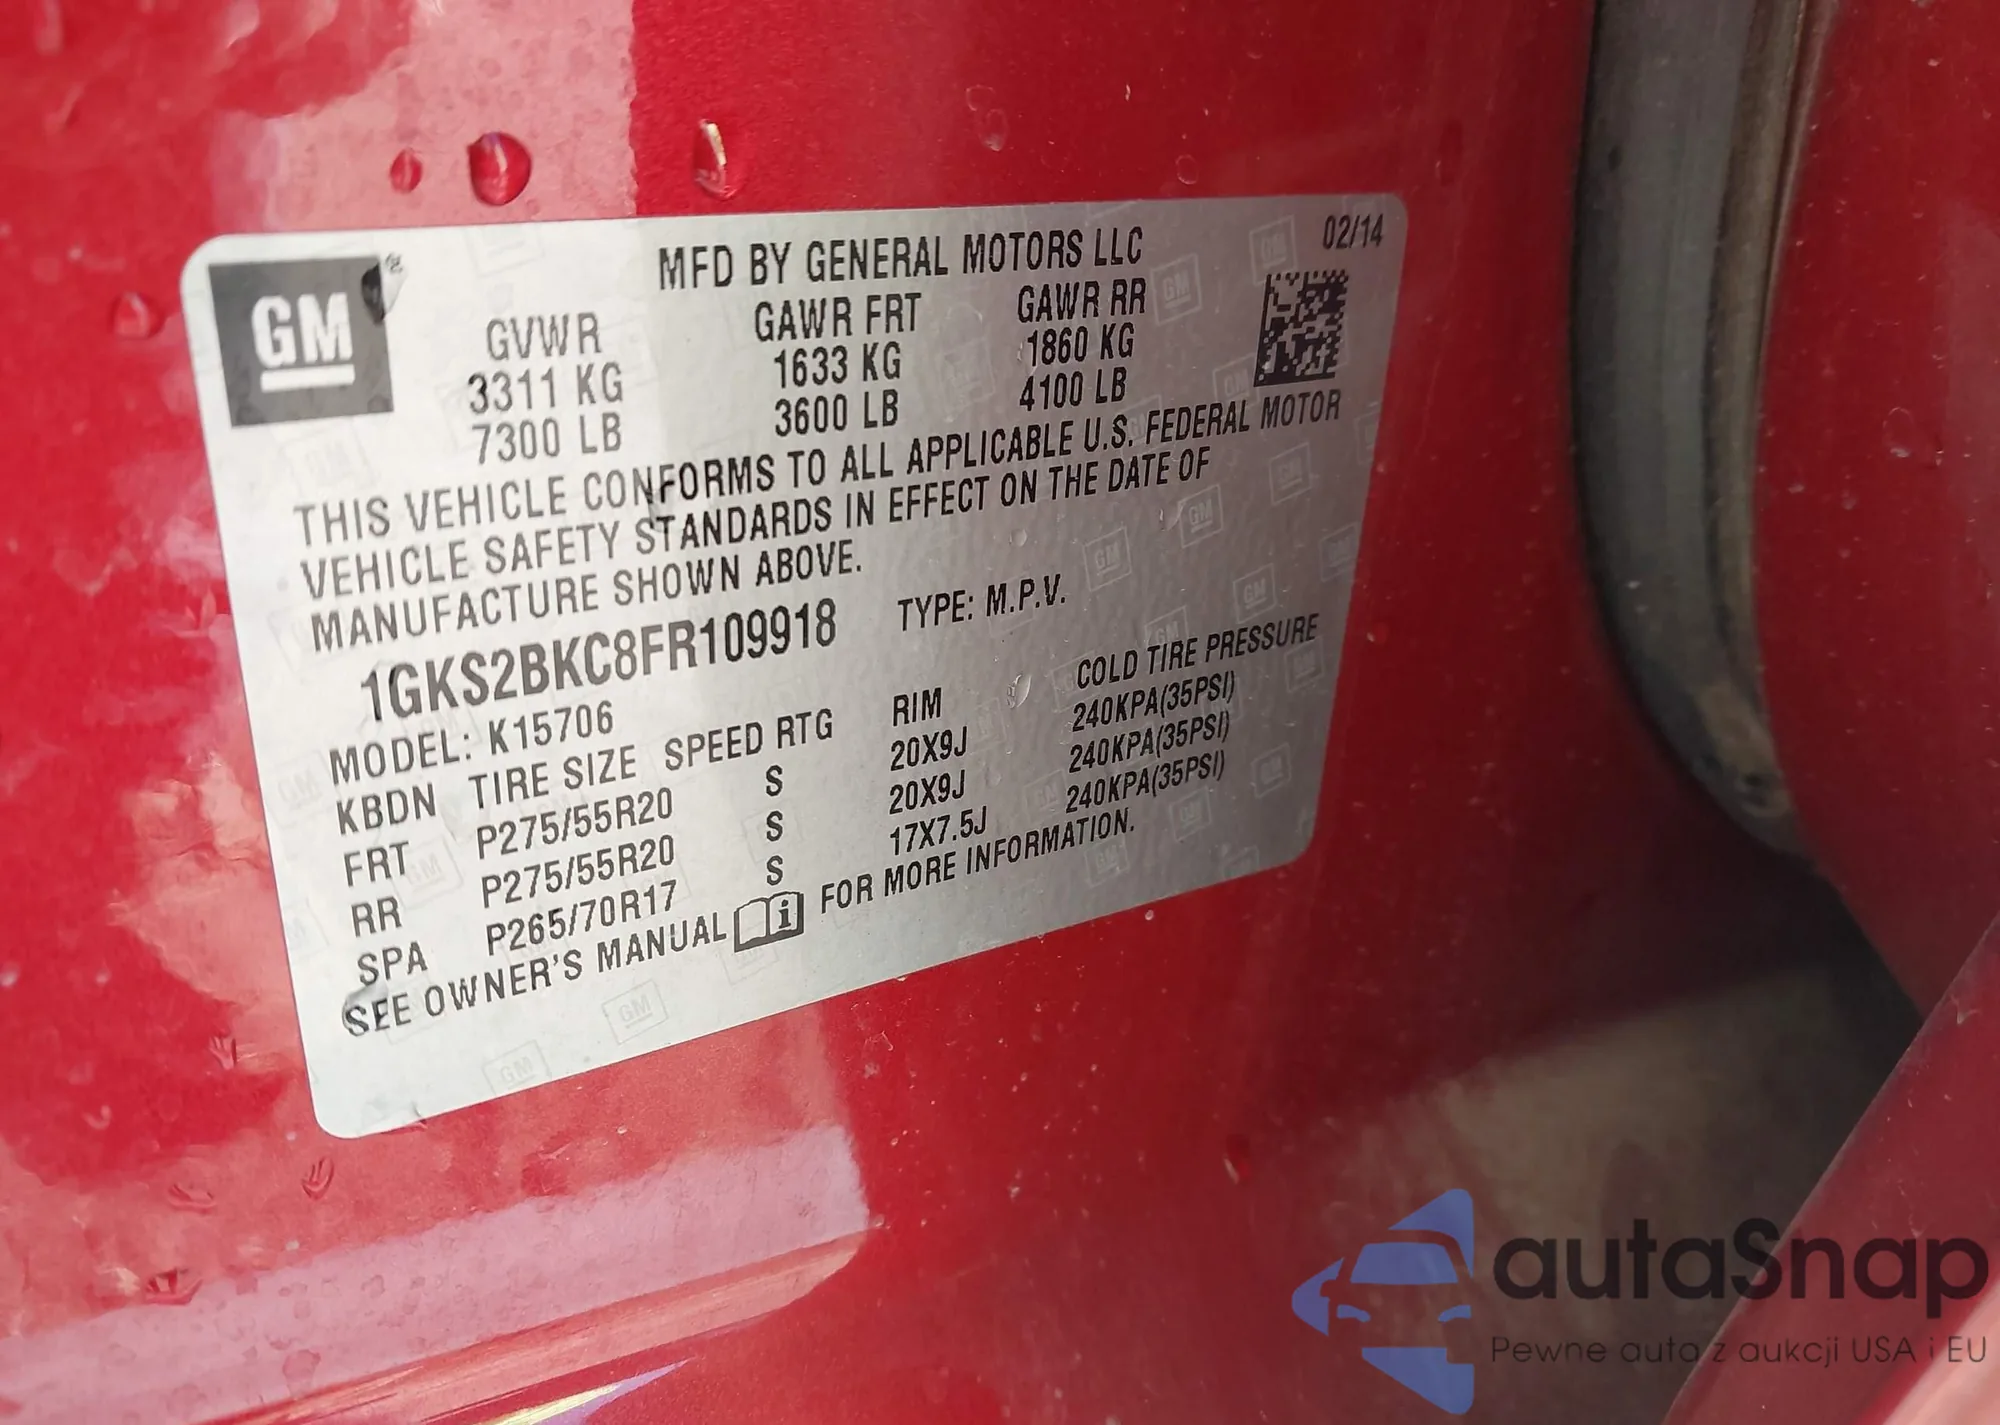 GM
MFD BY GENERAL MOTORS LLC 02/14
GVWR GAWR FRT GAWR RR
3311 KG 1633 KG 1860 KG
7300 LB 3600 LB 4100 LB
THIS VEHICLE CONFORMS TO ALL APPLICABLE U.S. FEDERAL MOTOR
VEHICLE SAFETY STANDARDS IN EFFECT ON THE DATE OF
MANUFACTURE SHOWN ABOVE.
1GKS2BKC8FR109918 TYPE: M.P.V.
MODEL: K15706
KBDN TIRE SIZE SPEED RTG RIM COLD TIRE PRESSURE
FRT P275/55R20 S 20X9J 240KPA(35PSI)
RR P275/55R20 S 20X9J 240KPA(35PSI)
SPA P265/70R17 S 17X7.5J 240KPA(35PSI)
SEE OWNER'S MANUAL i FOR MORE INFORMATION.
autaSnap
Pewne auta z aukcji USA i EU